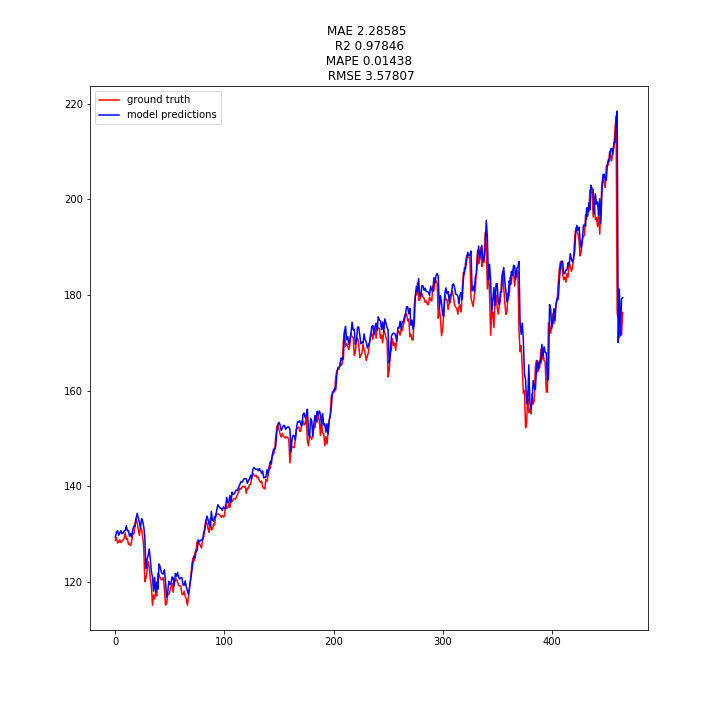 MAE 2.28585
R2 0.97846
MAPE 0.01438
RMSE 3.57807
ground truth
model predictions
220
200
180
160
140
120
0 100 200 300 400